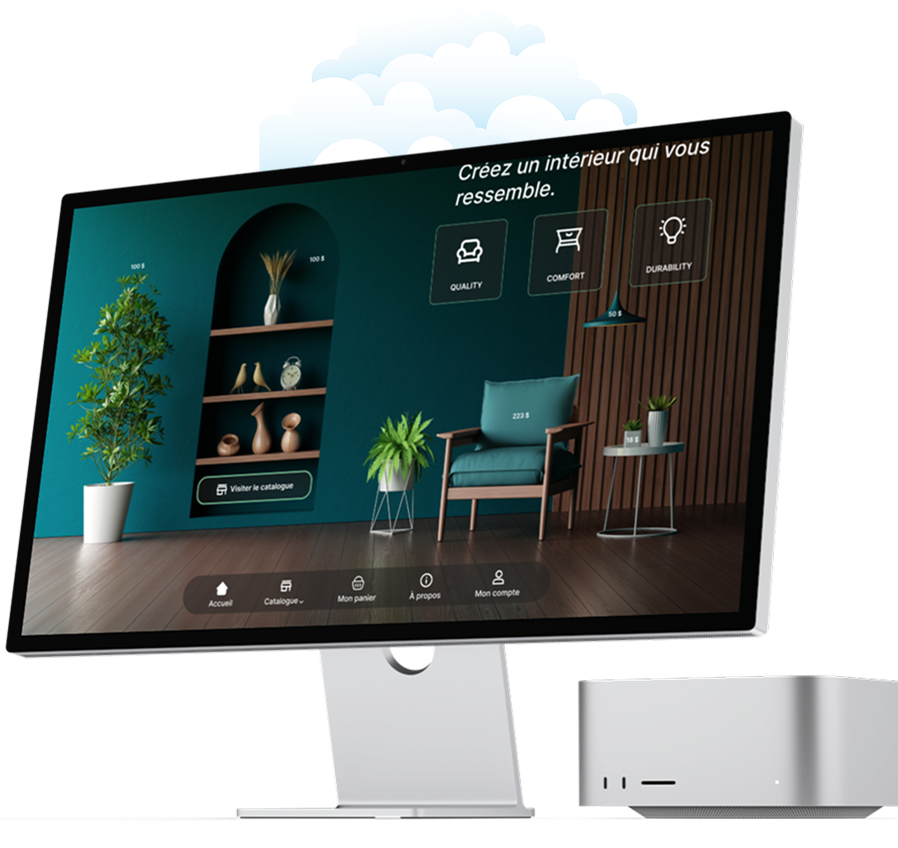 Créez un intérieur qui vous
ressemble.
100 $
100 $
QUALITY
COMFORT
DURABILITY
50 $
223 $
18 $
Visiter le catalogue
Accueil
Catalogue
Mon panier
À propos
Mon compte